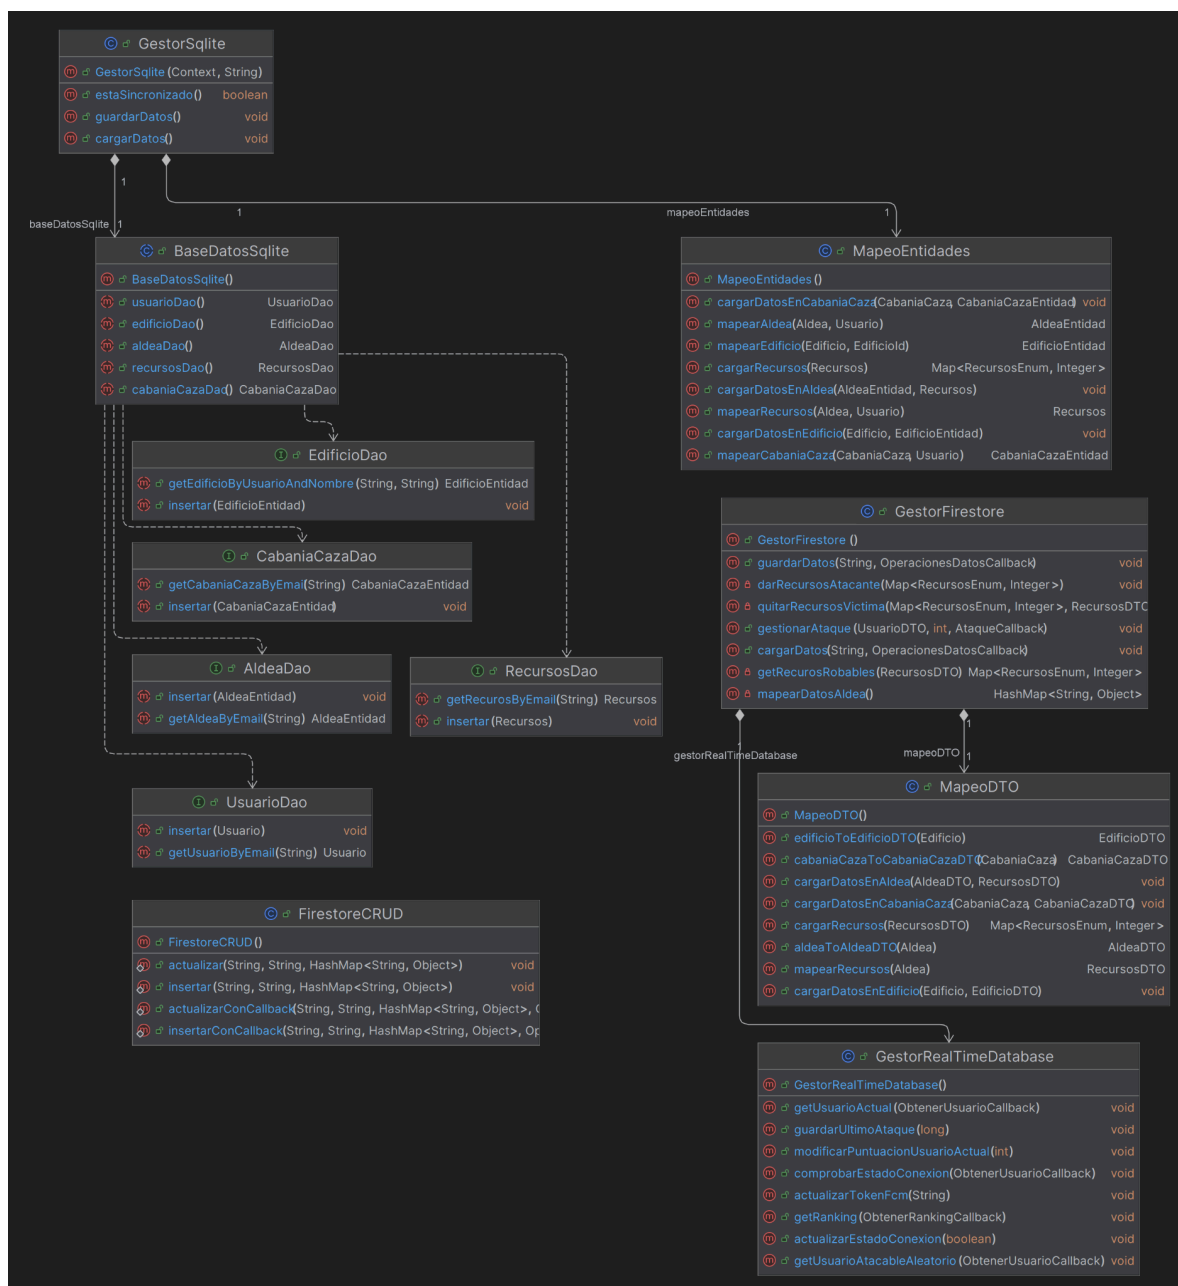 GestorSqlite
GestorSqlite(Context, String)
estaSincronizado() boolean
guardarDatos() void
cargarDatos() void
1
1
baseDatosSqlite 1
mapeoEntidades
1
BaseDatosSqlite
BaseDatosSqlite()
usuarioDao() UsuarioDao
edificioDao() EdificioDao
aldeaDao() AldeaDao
recursosDao() RecursosDao
cabaniaCazaDao() CabaniaCazaDao
MapeoEntidades
MapeoEntidades()
cargarDatosEnCabaniaCaza(CabaniaCaza, CabaniaCazaEntidad) void
mapearAldea(Aldea, Usuario) AldeaEntidad
mapearEdificio(Edificio, EdificioId) EdificioEntidad
cargarRecursos(Recursos) Map<RecursosEnum, Integer>
cargarDatosEnAldea(AldeaEntidad, Recursos) void
mapearRecursos(Aldea, Usuario) Recursos
cargarDatosEnEdificio(Edificio, EdificioEntidad) void
mapearCabaniaCaza(CabaniaCaza, Usuario) CabaniaCazaEntidad
EdificioDao
getEdificioByUsuarioAndNombre(String, String) EdificioEntidad
insertar(EdificioEntidad) void
CabaniaCazaDao
getCabaniaCazaByEmail(String) CabaniaCazaEntidad
insertar(CabaniaCazaEntidad) void
GestorFirestore
GestorFirestore()
guardarDatos(String, OperacionesDatosCallback) void
darRecursosAtacante(Map<RecursosEnum, Integer>) void
quitarRecursosVictima(Map<RecursosEnum, Integer>, RecursosDTO
gestionarAtaque(UsuarioDTO, int, AtaqueCallback) void
cargarDatos(String, OperacionesDatosCallback) void
getRecurosRobables(RecursosDTO) Map<RecursosEnum, Integer>
mapearDatosAldea() HashMap<String, Object>
AldeaDao
insertar(AldeaEntidad) void
getAldeaByEmail(String) AldeaEntidad
RecursosDao
getRecurosByEmail(String) Recursos
insertar(Recursos) void
1
gestorRealTimeDatabase
mapeoDTO 1
1
UsuarioDao
insertar(Usuario) void
getUsuarioByEmail(String) Usuario
MapeoDTO
MapeoDTO()
edificioToEdificioDTO(Edificio) EdificioDTO
cabaniaCazaToCabaniaCazaDTO(CabaniaCaza) CabaniaCazaDTO
cargarDatosEnAldea(AldeaDTO, RecursosDTO) void
cargarDatosEnCabaniaCaza(CabaniaCaza, CabaniaCazaDTO) void
cargarRecursos(RecursosDTO) Map<RecursosEnum, Integer>
aldeaToAldeaDTO(Aldea) AldeaDTO
mapearRecursos(Aldea) RecursosDTO
cargarDatosEnEdificio(Edificio, EdificioDTO) void
FirestoreCRUD
FirestoreCRUD()
actualizar(String, String, HashMap<String, Object>) void
insertar(String, String, HashMap<String, Object>) void
actualizarConCallback(String, String, HashMap<String, Object>,
insertarConCallback(String, String, HashMap<String, Object>, Op
GestorRealTimeDatabase
GestorRealTimeDatabase()
getUsuarioActual(ObtenerUsuarioCallback) void
guardarUltimoAtaque(long) void
modificarPuntuacionUsuarioActual(int) void
comprobarEstadoConexion(ObtenerUsuarioCallback) void
actualizarTokenFcm(String) void
getRanking(ObtenerRankingCallback) void
actualizarEstadoConexion(boolean) void
getUsuarioAtacableAleatorio(ObtenerUsuarioCallback) void